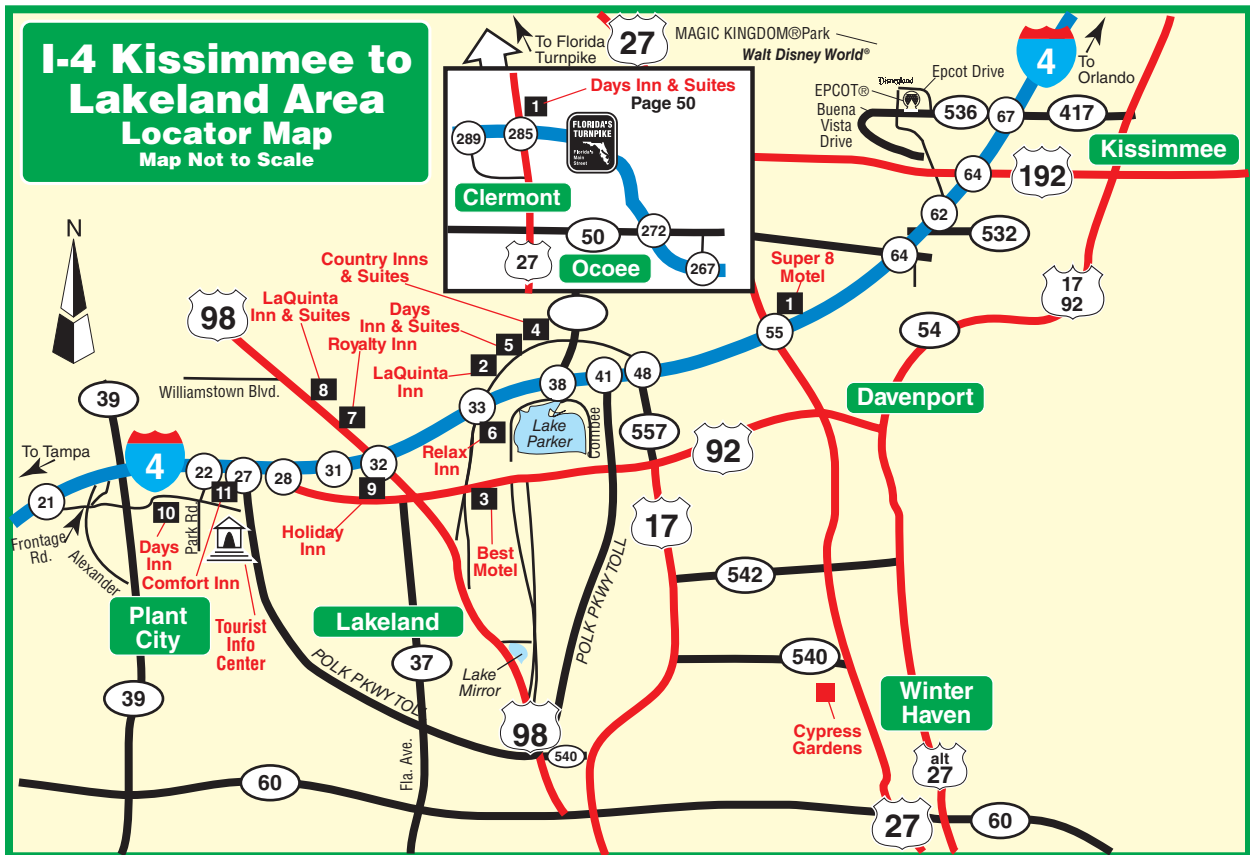 I-4 Kissimmee to
Lakeland Area
Locator Map
Map Not to Scale
To Florida
Turnpike
27
MAGIC KINGDOM®Park
Walt Disney World®
4
To
Orlando
Disneyland
Epcot Drive
EPCOT®
Buena
Vista
Drive
536
67
417
Kissimmee
64
192
62
532
64
1
Days Inn & Suites
Page 50
289
285
FLORIDA'S
TURNPIKE
Florida's
Main
Street
Clermont
50
272
27
Ocoee
267
N
Super 8
Motel
1
55
17
92
54
Davenport
Country Inns
& Suites
4
LaQuinta
Inn & Suites
98
Days
Inn & Suites
5
Royalty Inn
2
LaQuinta
Inn
8
Williamstown Blvd.
7
38
41
48
33
6
Lake
Parker
Combee
557
92
Relax
Inn
39
To Tampa
4
21
22
27
28
31
32
11
9
3
10
Park Rd.
Frontage
Rd.
Alexander
Days
Inn
Comfort Inn
Holiday
Inn
Best
Motel
17
542
Plant
City
Tourist
Info
Center
Lakeland
37
POLK PKWY TOLL
POLK PKWY TOLL
Lake
Mirror
540
Cypress
Gardens
Winter
Haven
39
98
540
Fla. Ave.
alt
27
60
27
60